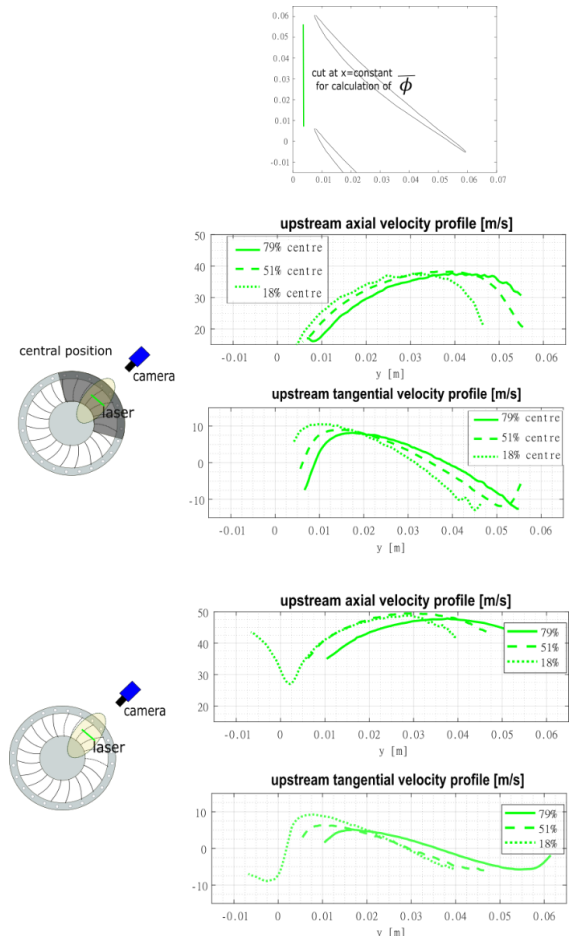 0.06
0.05
0.04
0.03
0.02
0.01
0
-0.01
0 0.01 0.02 0.03 0.04 0.05 0.06 0.07
cut at x=constant
for calculation of ϕ̅
upstream axial velocity profile [m/s]
50
40
30
20
79% centre
51% centre
18% centre
-0.01 0 0.01 0.02 0.03 0.04 0.05 0.06
y [m]
central position
camera
laser
upstream tangential velocity profile [m/s]
10
0
-10
79% centre
51% centre
18% centre
-0.01 0 0.01 0.02 0.03 0.04 0.05 0.06
y [m]
upstream axial velocity profile [m/s]
50
40
30
20
79%
51%
18%
-0.01 0 0.01 0.02 0.03 0.04 0.05 0.06
y [m]
camera
laser
upstream tangential velocity profile [m/s]
10
0
-10
79%
51%
18%
-0.01 0 0.01 0.02 0.03 0.04 0.05 0.06
y [m]